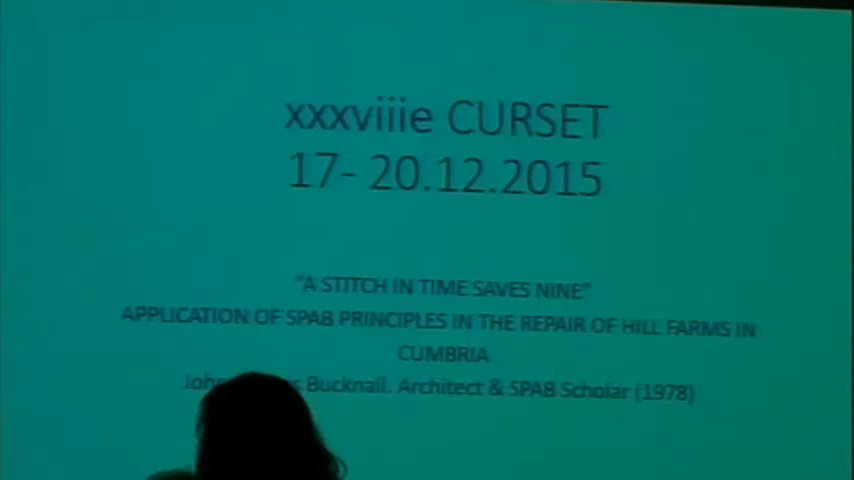 xxxviiie CURSET
17- 20.12.2015
"A STITCH IN TIME SAVES NINE"
APPLICATION OF SPAB PRINCIPLES IN THE REPAIR OF HILL FARMS IN
CUMBRIA
Bucknall. Architect & SPAB Scholar (1978)